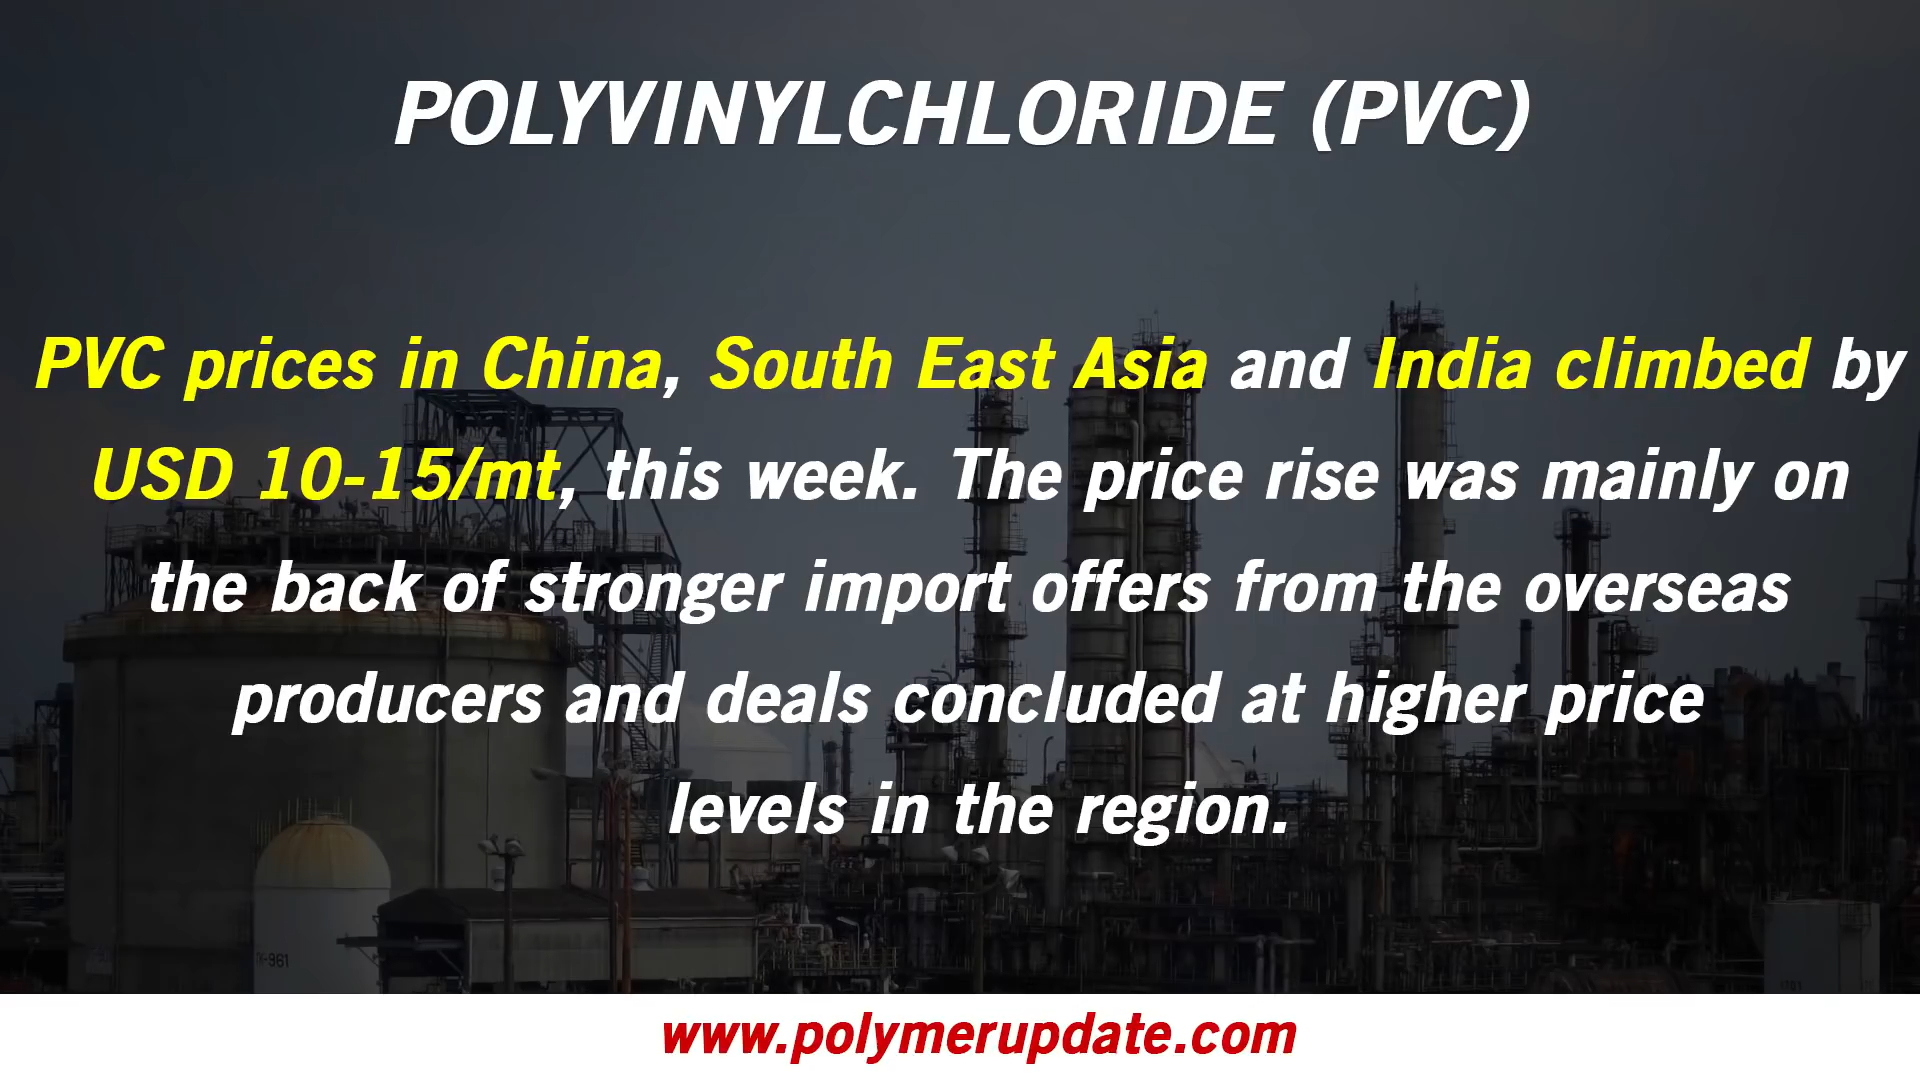 POLYVINYLCHLORIDE (PVC)
PVC prices in China, South East Asia and India climbed by
USD 10-15/mt, this week. The price rise was mainly on
the back of stronger import offers from the overseas
producers and deals concluded at higher price
levels in the region.
www.polymerupdate.com